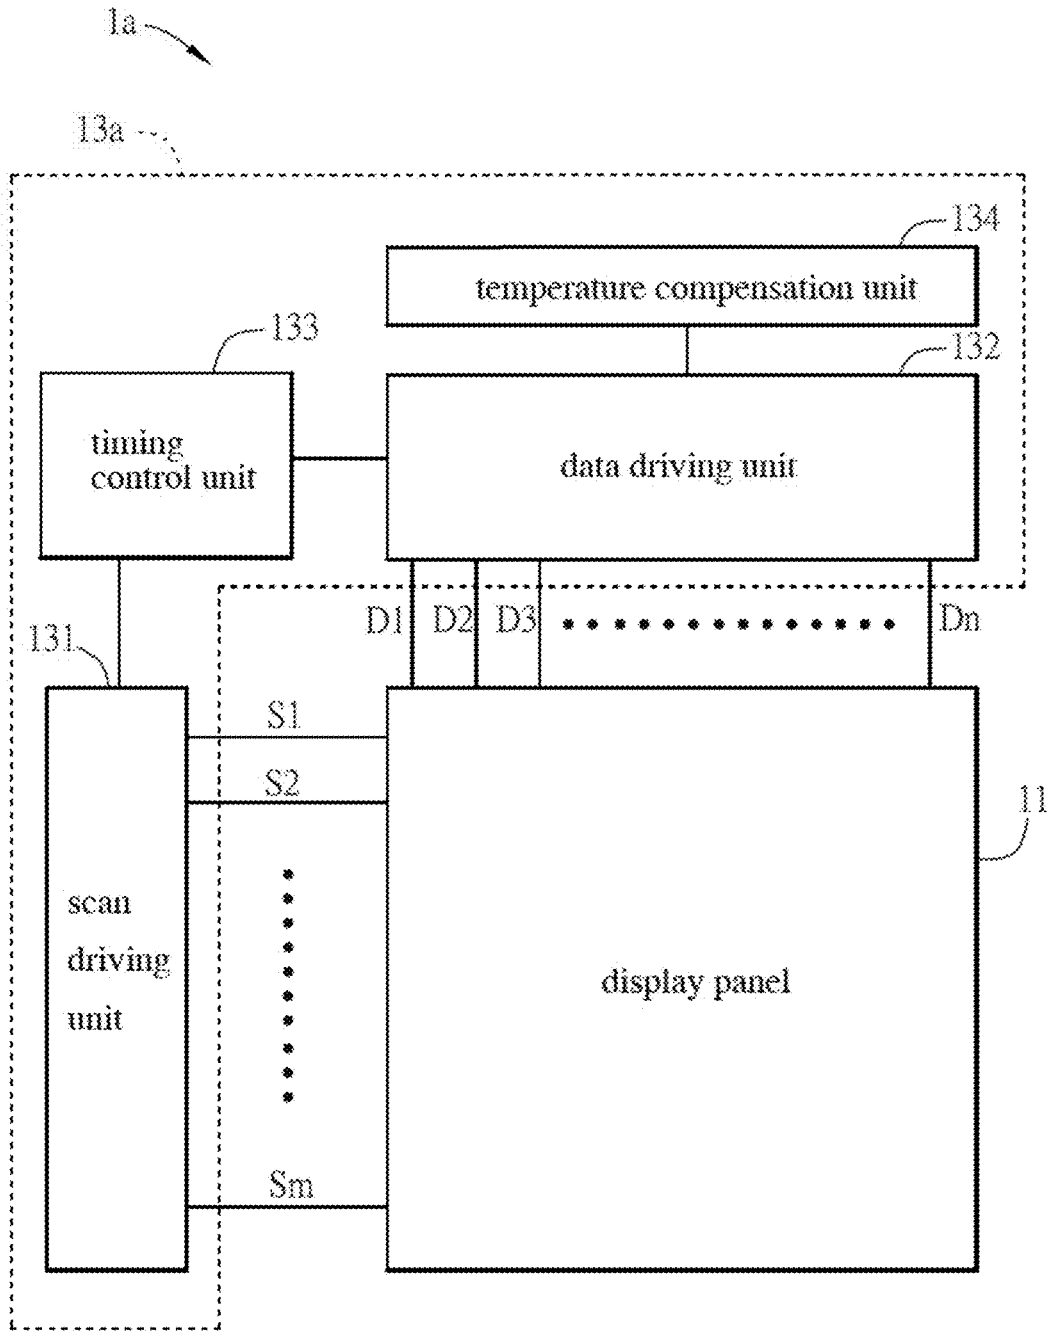 1a
13a
134
temperature compensation unit
133
132
timing
control unit
data driving unit
D1
D2
D3
Dn
131
S1
S2
11
scan
driving
unit
display panel
Sm